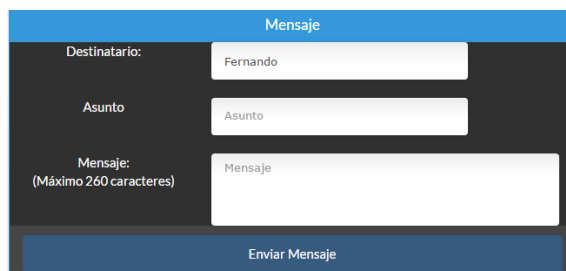 Mensaje
Destinatario:
Fernando
Asunto
Asunto
Mensaje:
(Máximo 260 caracteres)
Mensaje
Enviar Mensaje